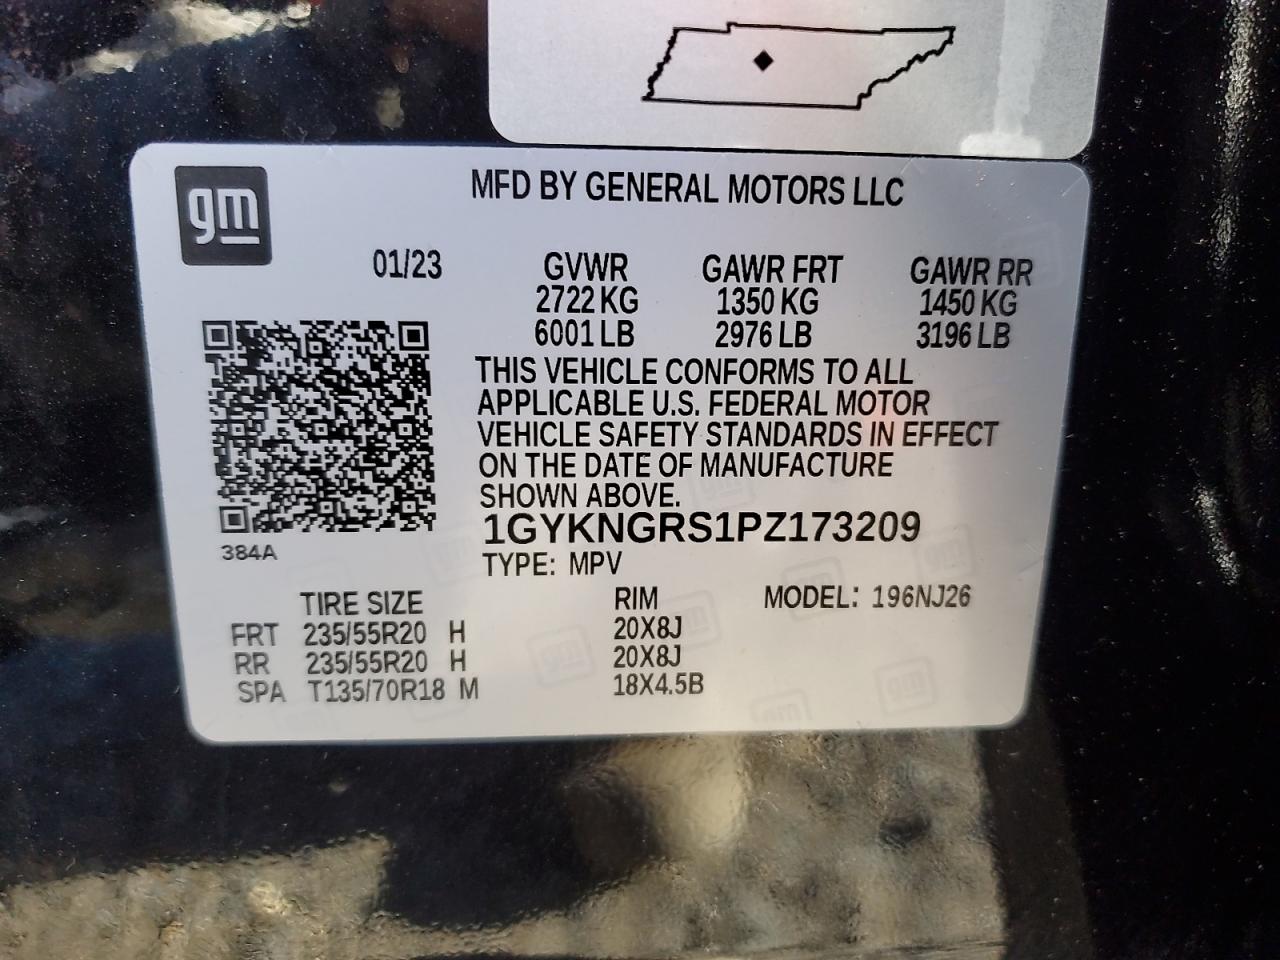 gm
MFD BY GENERAL MOTORS LLC
01/23 GVWR GAWR FRT GAWR RR
2722 KG 1350 KG 1450 KG
6001 LB 2976 LB 3196 LB
THIS VEHICLE CONFORMS TO ALL
APPLICABLE U.S. FEDERAL MOTOR
VEHICLE SAFETY STANDARDS IN EFFECT
ON THE DATE OF MANUFACTURE
SHOWN ABOVE.
1GYKNGRS1PZ173209
384A
TYPE: MPV
TIRE SIZE RIM MODEL: 196NJ26
FRT 235/55R20 H 20X8J
RR 235/55R20 H 20X8J
SPA T135/70R18 M 18X4.5B